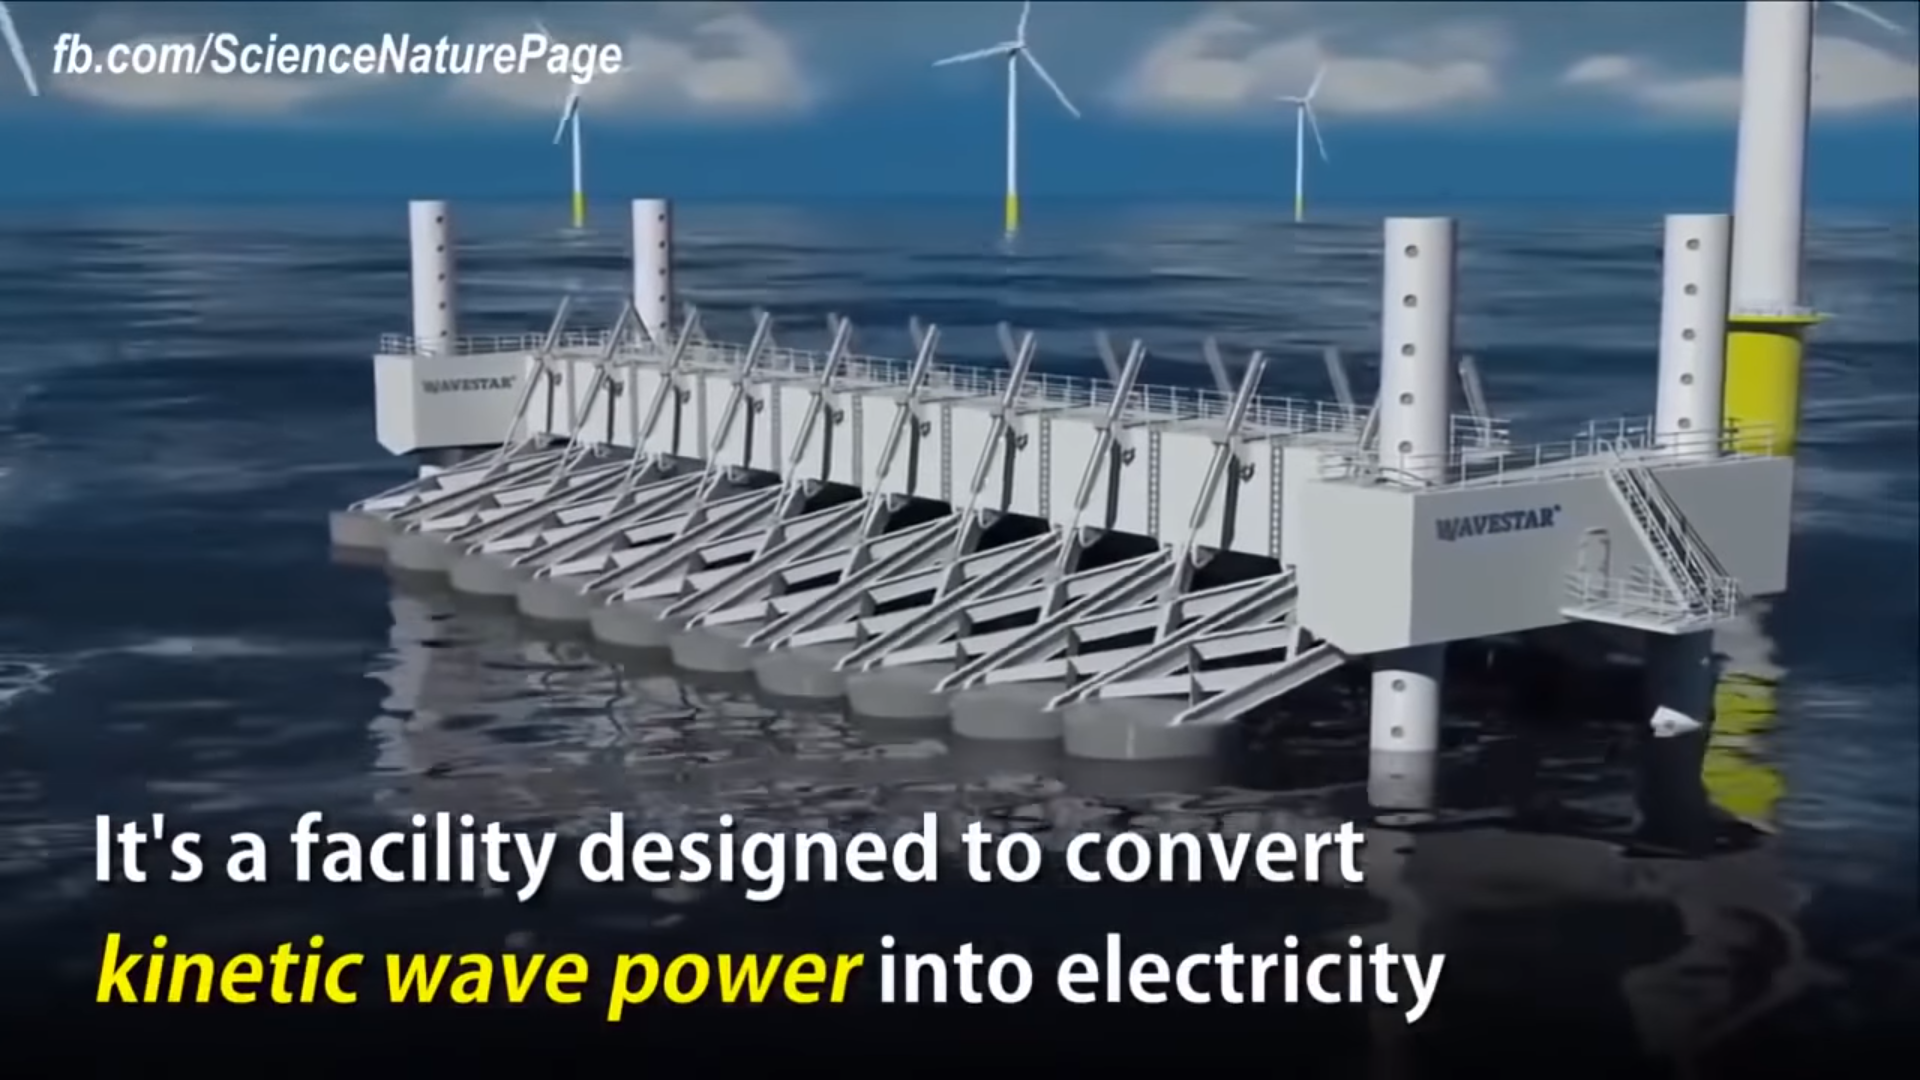 fb.com/ScienceNaturePage
WAVESTAR
WAVESTAR
It's a facility designed to convert
kinetic wave power into electricity